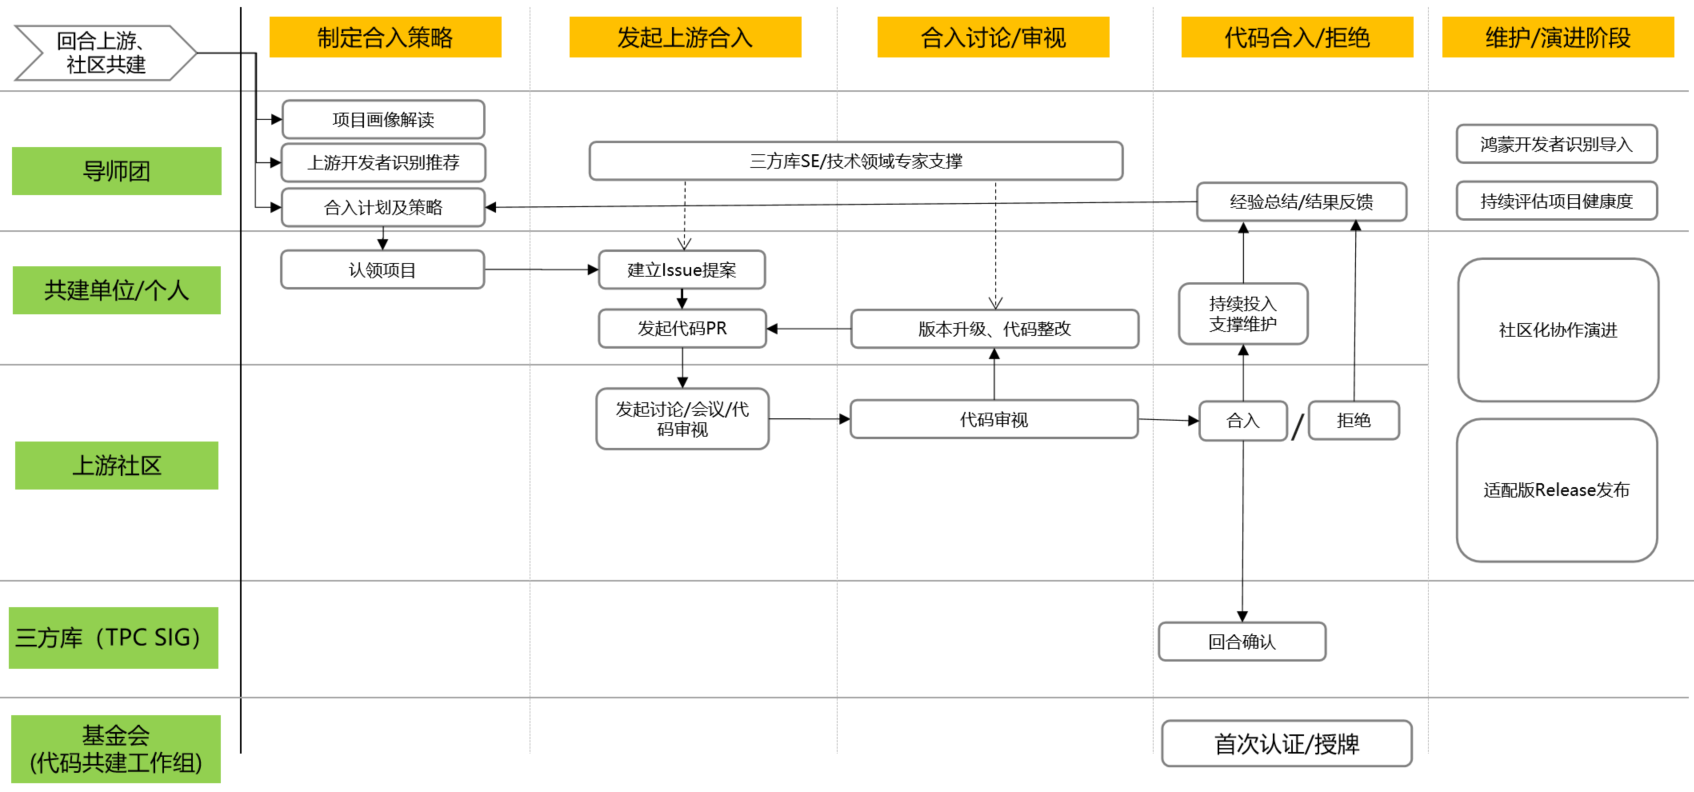 回合上游、
社区共建
制定合入策略
发起上游合入
合入讨论/审视
代码合入/拒绝
维护/演进阶段
导师团
项目画像解读
上游开发者识别推荐
合入计划及策略
三方库SE/技术领域专家支撑
经验总结/结果反馈
鸿蒙开发者识别导入
持续评估项目健康度
共建单位/个人
认领项目
建立Issue提案
发起代码PR
版本升级、代码整改
持续投入
支撑维护
社区化协作演进
上游社区
发起讨论/会议/代
码审视
代码审视
合入
/
拒绝
适配版Release发布
三方库（TPC SIG）
回合确认
基金会
(代码共建工作组)
首次认证/授牌